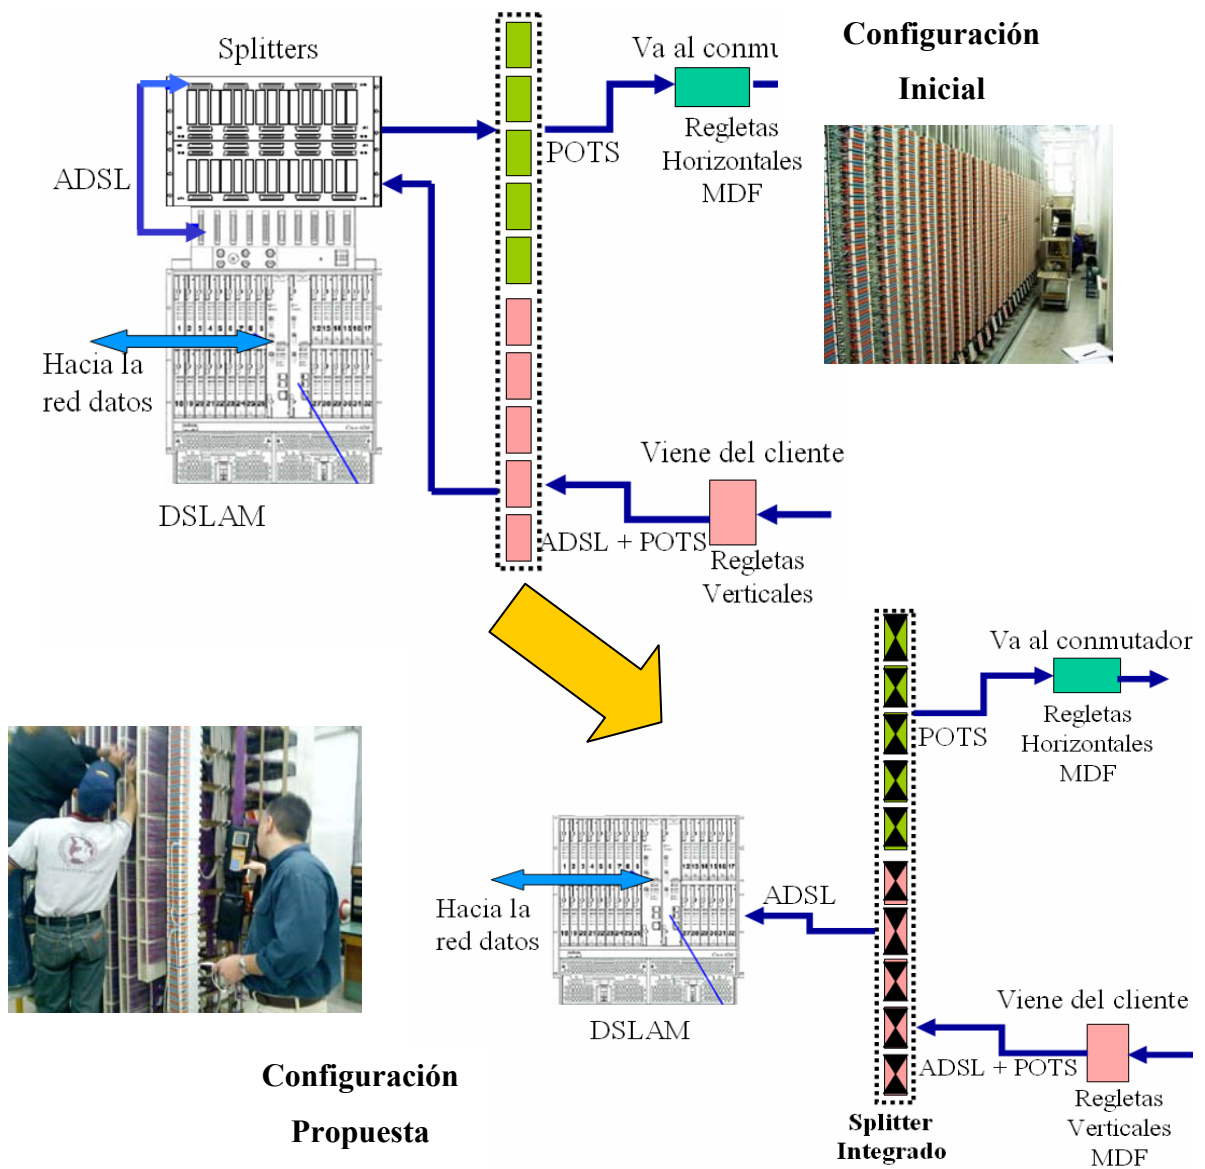 Configuración
Inicial
Splitters
Va al conmu
ADSL
POTS
Regletas
Horizontales
MDF
Hacia la
red datos
Viene del cliente
DSLAM
ADSL + POTS
Regletas
Verticales
Va al conmutador
POTS
Regletas
Horizontales
MDF
ADSL
Hacia la
red datos
DSLAM
Viene del cliente
ADSL + POTS
Regletas
Verticales
MDF
Splitter
Integrado
Configuración
Propuesta